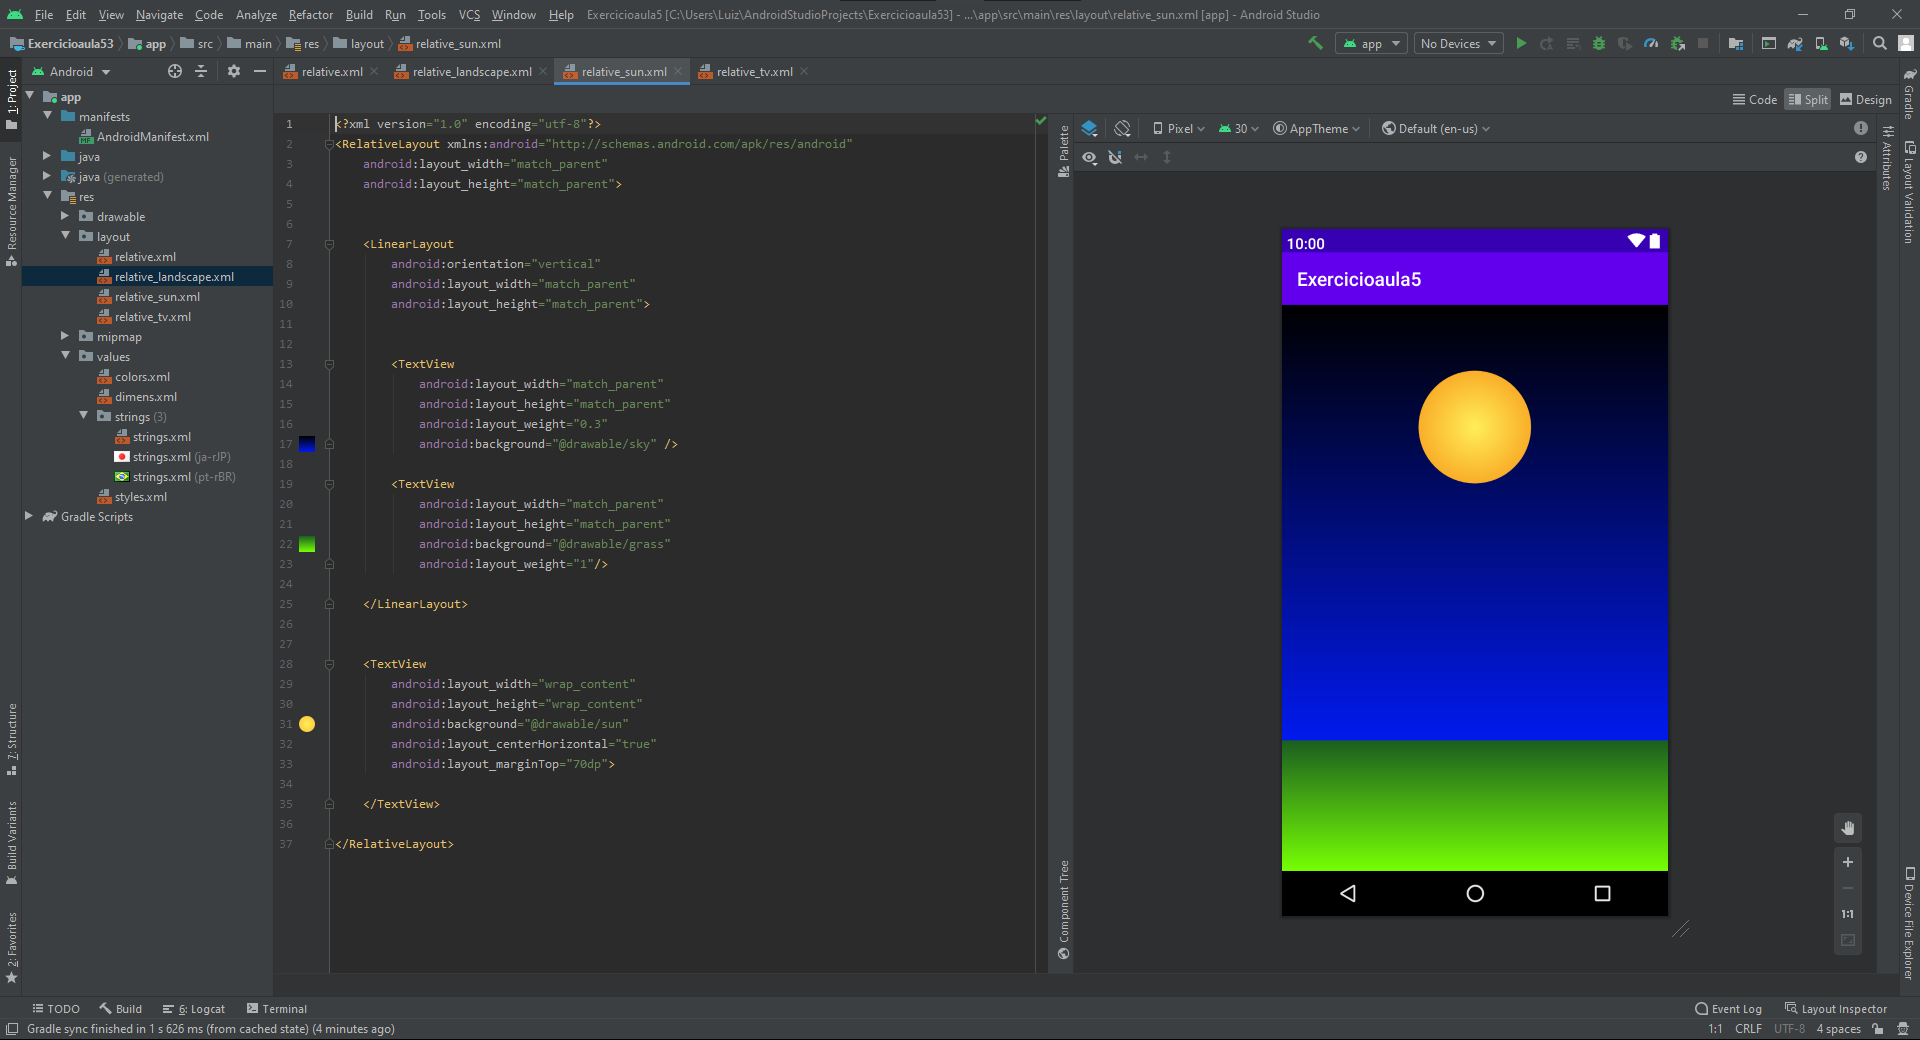 File Edit View Navigate Code Analyze Refactor Build Run Tools VCS Window Help Exercicioaula5 [C:\Users\Luiz\AndroidStudioProjects\Exercicioaula53] - ...\app\src\main\res\layout\relative_sun.xml [app] - Android Studio
Exercicioaula53 app src main res layout relative_sun.xml app No Devices
Android relative.xml relative_landscape.xml relative_sun.xml relative_tv.xml
Code Split Design
1: Project
Resource Manager
7: Structure
Build Variants
2: Favorites
app
manifests
AndroidManifest.xml
java
java (generated)
res
drawable
layout
relative.xml
relative_landscape.xml
relative_sun.xml
relative_tv.xml
mipmap
values
colors.xml
dimens.xml
strings (3)
strings.xml
strings.xml (ja-rJP)
strings.xml (pt-rBR)
styles.xml
Gradle Scripts
1 <?xml version="1.0" encoding="utf-8"?>
2 <RelativeLayout xmlns:android="http://schemas.android.com/apk/res/android"
3 android:layout_width="match_parent"
4 android:layout_height="match_parent">
5
6
7 <LinearLayout
8 android:orientation="vertical"
9 android:layout_width="match_parent"
10 android:layout_height="match_parent">
11
12
13 <TextView
14 android:layout_width="match_parent"
15 android:layout_height="match_parent"
16 android:layout_weight="0.3"
17 android:background="@drawable/sky" />
18
19 <TextView
20 android:layout_width="match_parent"
21 android:layout_height="match_parent"
22 android:background="@drawable/grass"
23 android:layout_weight="1"/>
24
25 </LinearLayout>
26
27
28 <TextView
29 android:layout_width="wrap_content"
30 android:layout_height="wrap_content"
31 android:background="@drawable/sun"
32 android:layout_centerHorizontal="true"
33 android:layout_marginTop="70dp">
34
35 </TextView>
36
37 </RelativeLayout>
Palette
Component Tree
Pixel 30 AppTheme Default (en-us)
10:00
Exercicioaula5
1:1
Attributes
Gradle
Layout Validation
Device File Explorer
TODO Build 6: Logcat Terminal Event Log Layout Inspector
Gradle sync finished in 1 s 626 ms (from cached state) (4 minutes ago) 1:1 CRLF UTF-8 4 spaces